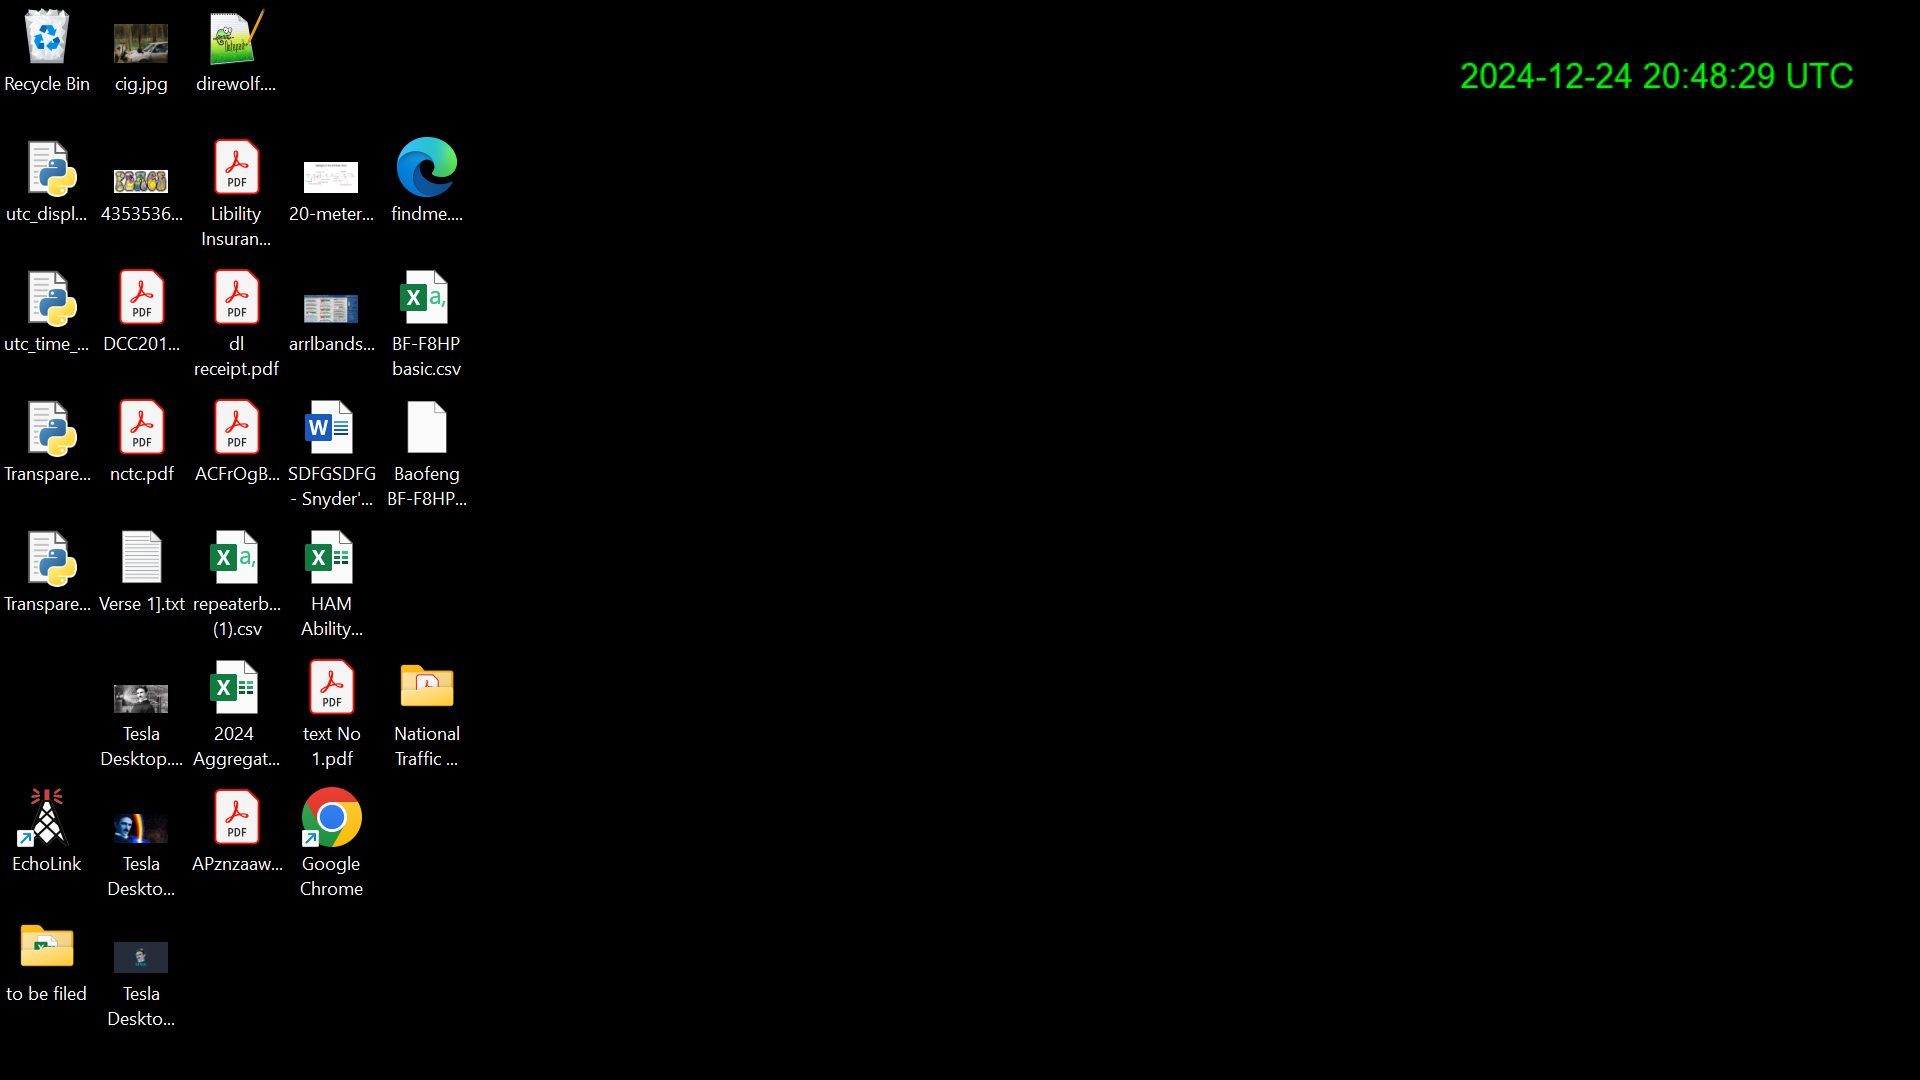 Recycle Bin
cig.jpg
direwolf....
2024-12-24 20:48:29 UTC
utc_displ...
4353536...
Libility
Insuran...
20-meter...
findme....
utc_time_...
DCC201...
dl
receipt.pdf
arrlbands...
BF-F8HP
basic.csv
Transpare...
nctc.pdf
ACFrOgB...
SDFGSDFG
- Snyder'...
Baofeng
BF-F8HP...
Transpare...
Verse 1].txt
repeaterb...
(1).csv
HAM
Ability...
Tesla
Desktop....
2024
Aggregat...
text No
1.pdf
National
Traffic ...
EchoLink
Tesla
Deskto...
APznzaaw...
Google
Chrome
to be filed
Tesla
Deskto...